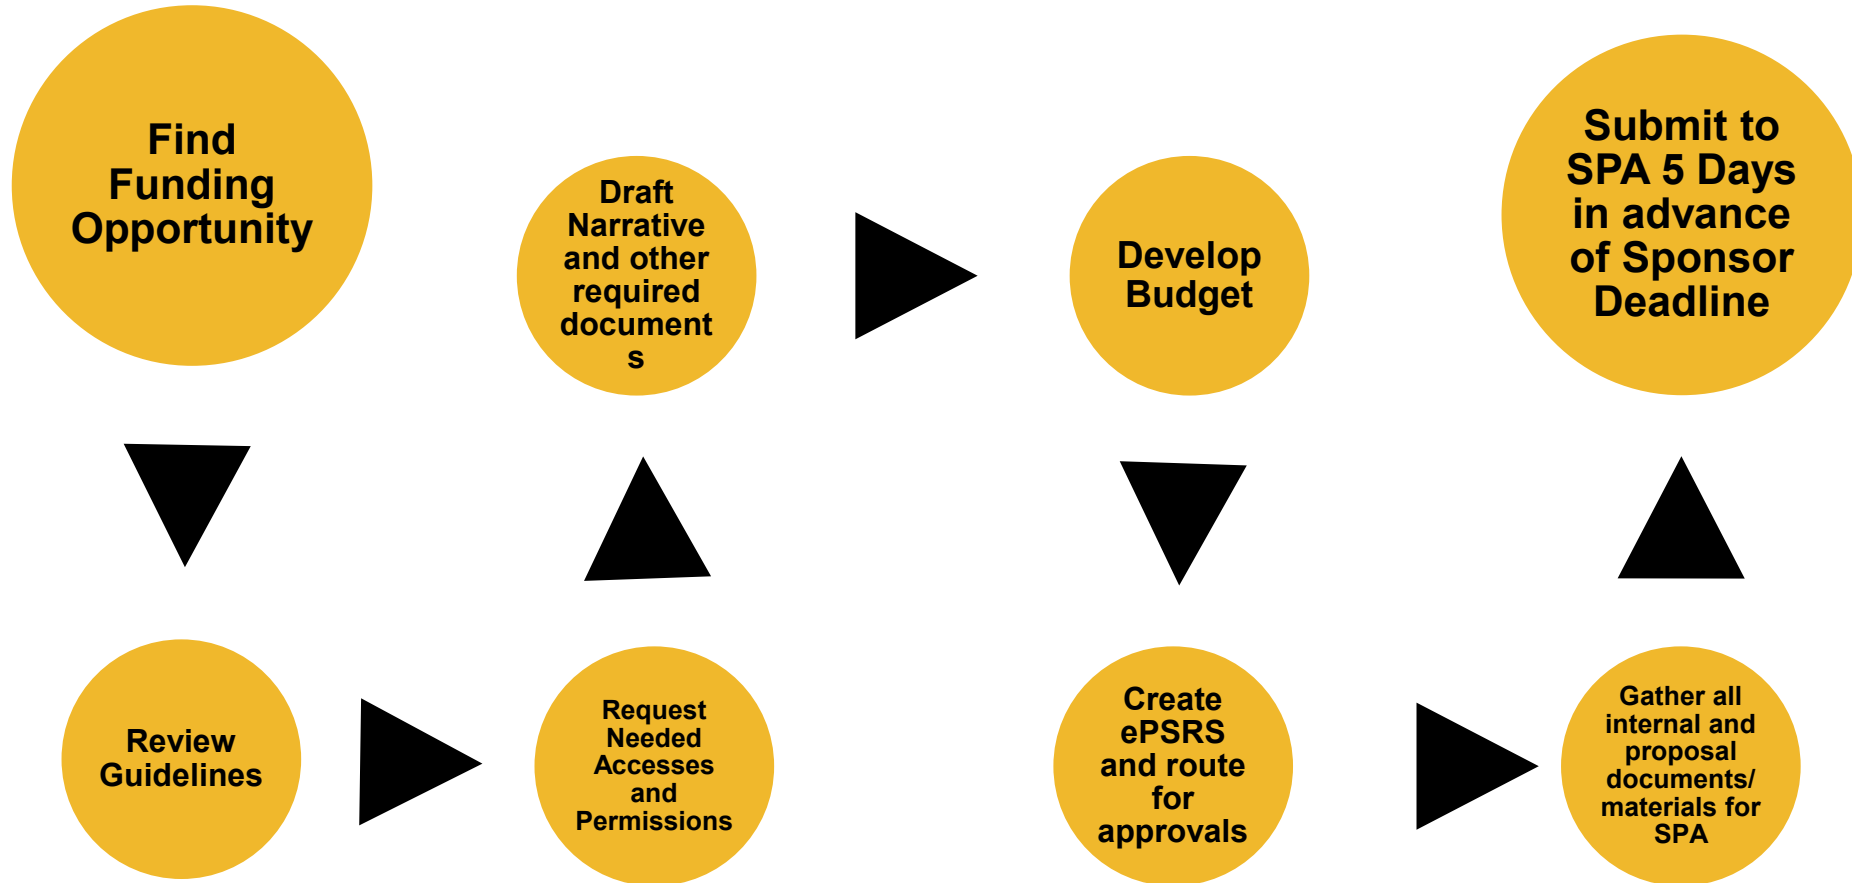 Find
Funding
Opportunity
Review
Guidelines
Request
Needed
Accesses
and
Permissions
Draft
Narrative
and other
required
document
s
Develop
Budget
Create
ePSRS
and route
for
approvals
Gather all
internal and
proposal
documents/
materials for
SPA
Submit to
SPA 5 Days
in advance
of Sponsor
Deadline